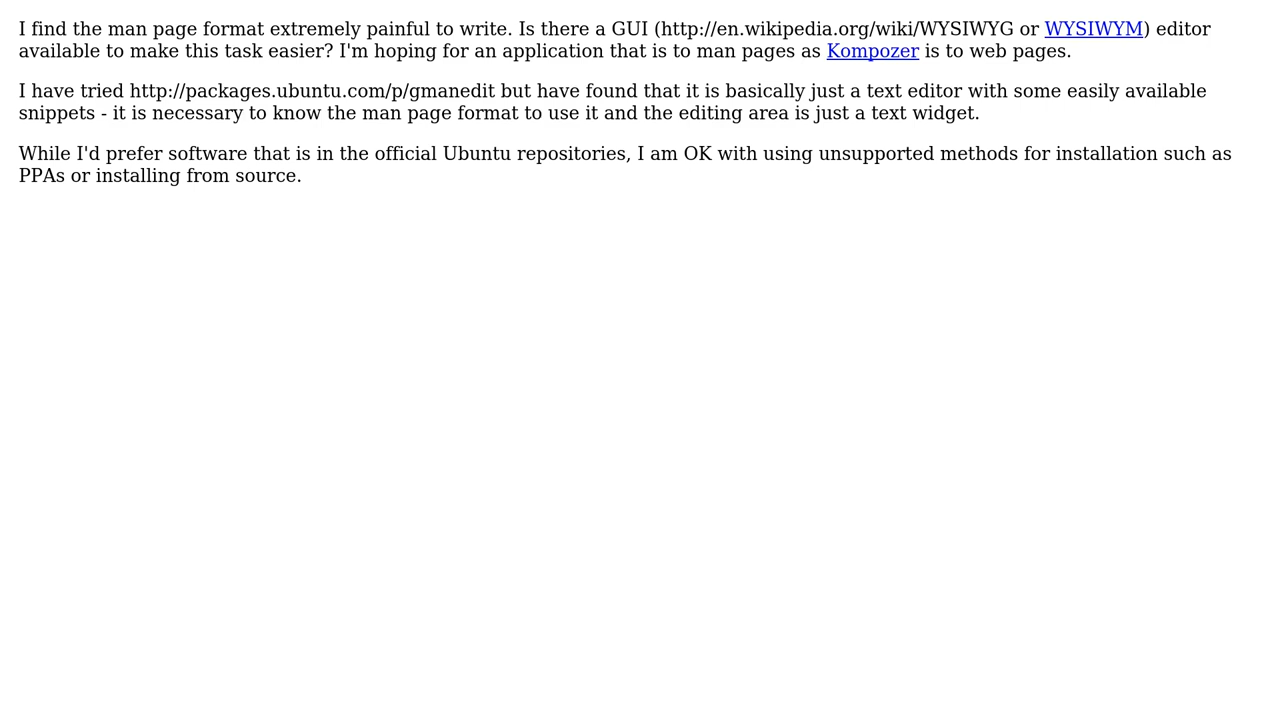 I find the man page format extremely painful to write. Is there a GUI (http://en.wikipedia.org/wiki/WYSIWYG or WYSIWYM) editor
available to make this task easier? I'm hoping for an application that is to man pages as Kompozer is to web pages.
I have tried http://packages.ubuntu.com/p/gmanedit but have found that it is basically just a text editor with some easily available
snippets - it is necessary to know the man page format to use it and the editing area is just a text widget.
While I'd prefer software that is in the official Ubuntu repositories, I am OK with using unsupported methods for installation such as
PPAs or installing from source.